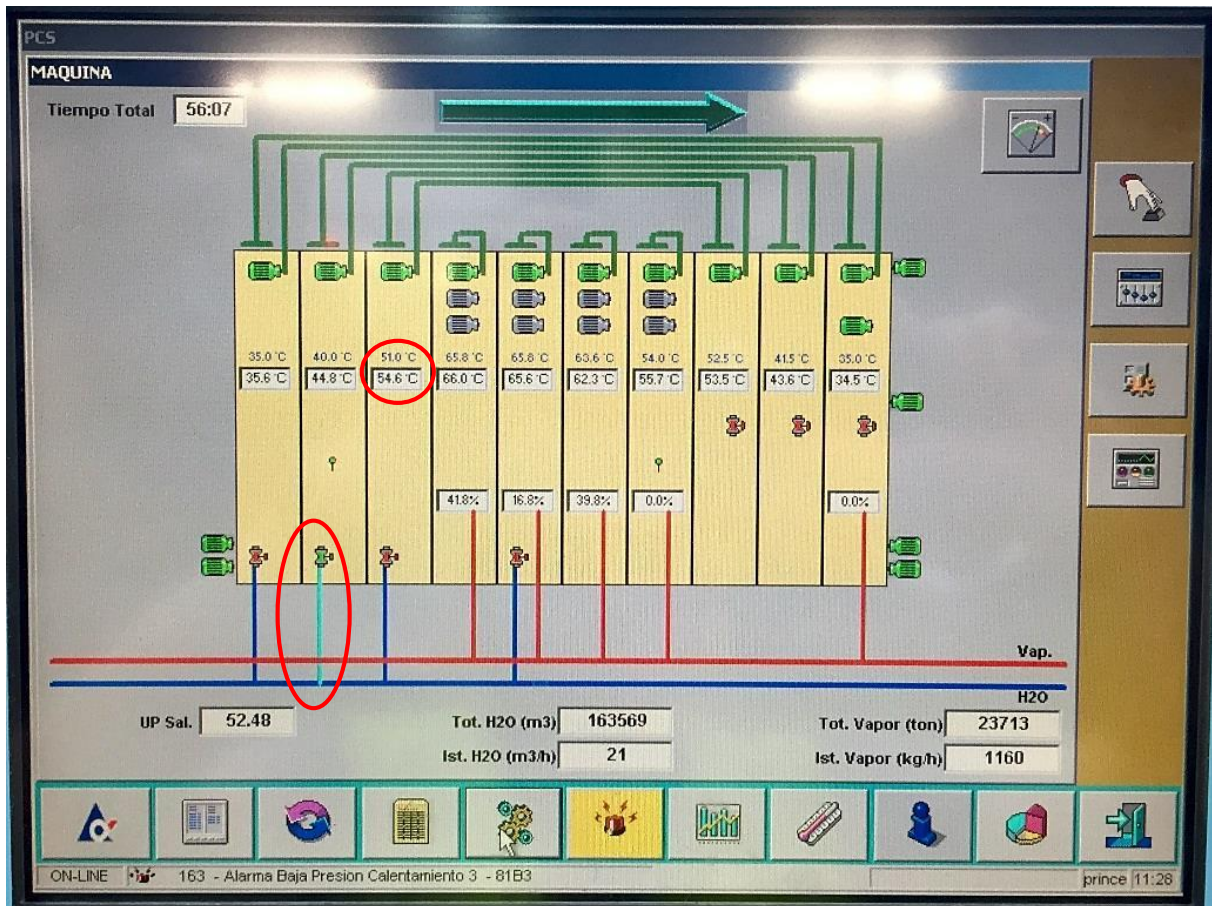 PCS
MAQUINA
Tiempo Total 56:07
- +
35.0 °C 40.0 °C 51.0 °C 65.8 °C 65.8 °C 63.6 °C 54.0 °C 52.5 °C 41.5 °C 35.0 °C
35.6 °C 44.8 °C 54.6 °C 66.0 °C 65.6 °C 62.3 °C 55.7 °C 53.5 °C 43.6 °C 34.5 °C
41.8% 16.8% 39.8% 0.0% 0.0%
Vap.
H2O
UP Sal. 52.48 Tot. H2O (m3) 163569 Tot. Vapor (ton) 23713
Ist. H2O (m3/h) 21 Ist. Vapor (kg/h) 1160
ON-LINE 163 - Alarma Baja Presion Calentamiento 3 - 81B3 prince 11:28